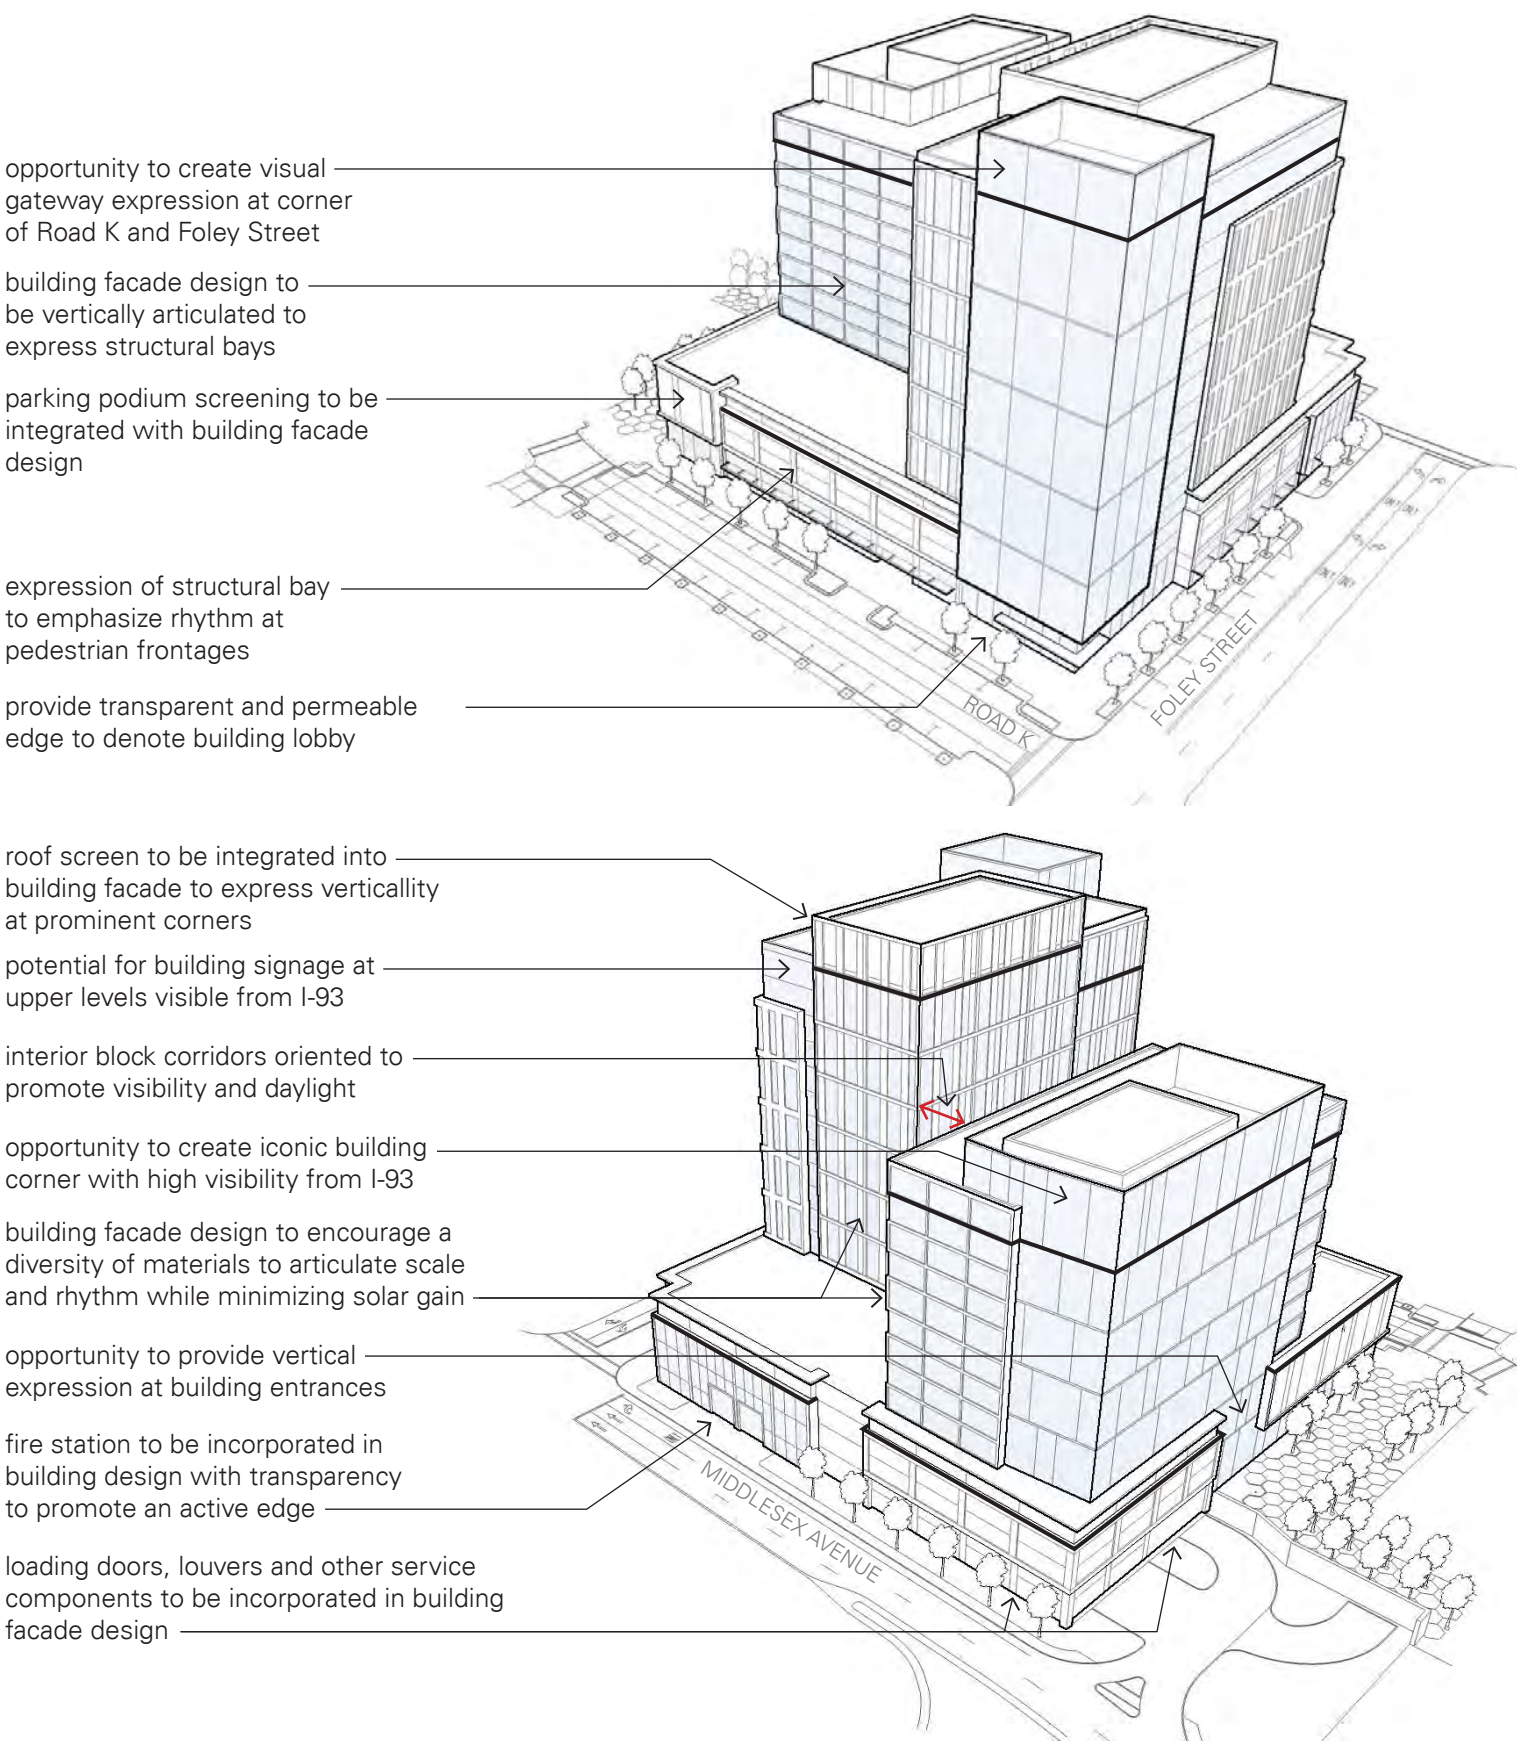 opportunity to create visual
gateway expression at corner
of Road K and Foley Street
building facade design to
be vertically articulated to
express structural bays
parking podium screening to be
integrated with building facade
design
expression of structural bay
to emphasize rhythm at
pedestrian frontages
provide transparent and permeable
edge to denote building lobby
ROAD K
FOLEY STREET
roof screen to be integrated into
building facade to express verticallity
at prominent corners
potential for building signage at
upper levels visible from I-93
interior block corridors oriented to
promote visibility and daylight
opportunity to create iconic building
corner with high visibility from I-93
building facade design to encourage a
diversity of materials to articulate scale
and rhythm while minimizing solar gain
opportunity to provide vertical
expression at building entrances
fire station to be incorporated in
building design with transparency
to promote an active edge
loading doors, louvers and other service
components to be incorporated in building
facade design
MIDDLESEX AVENUE